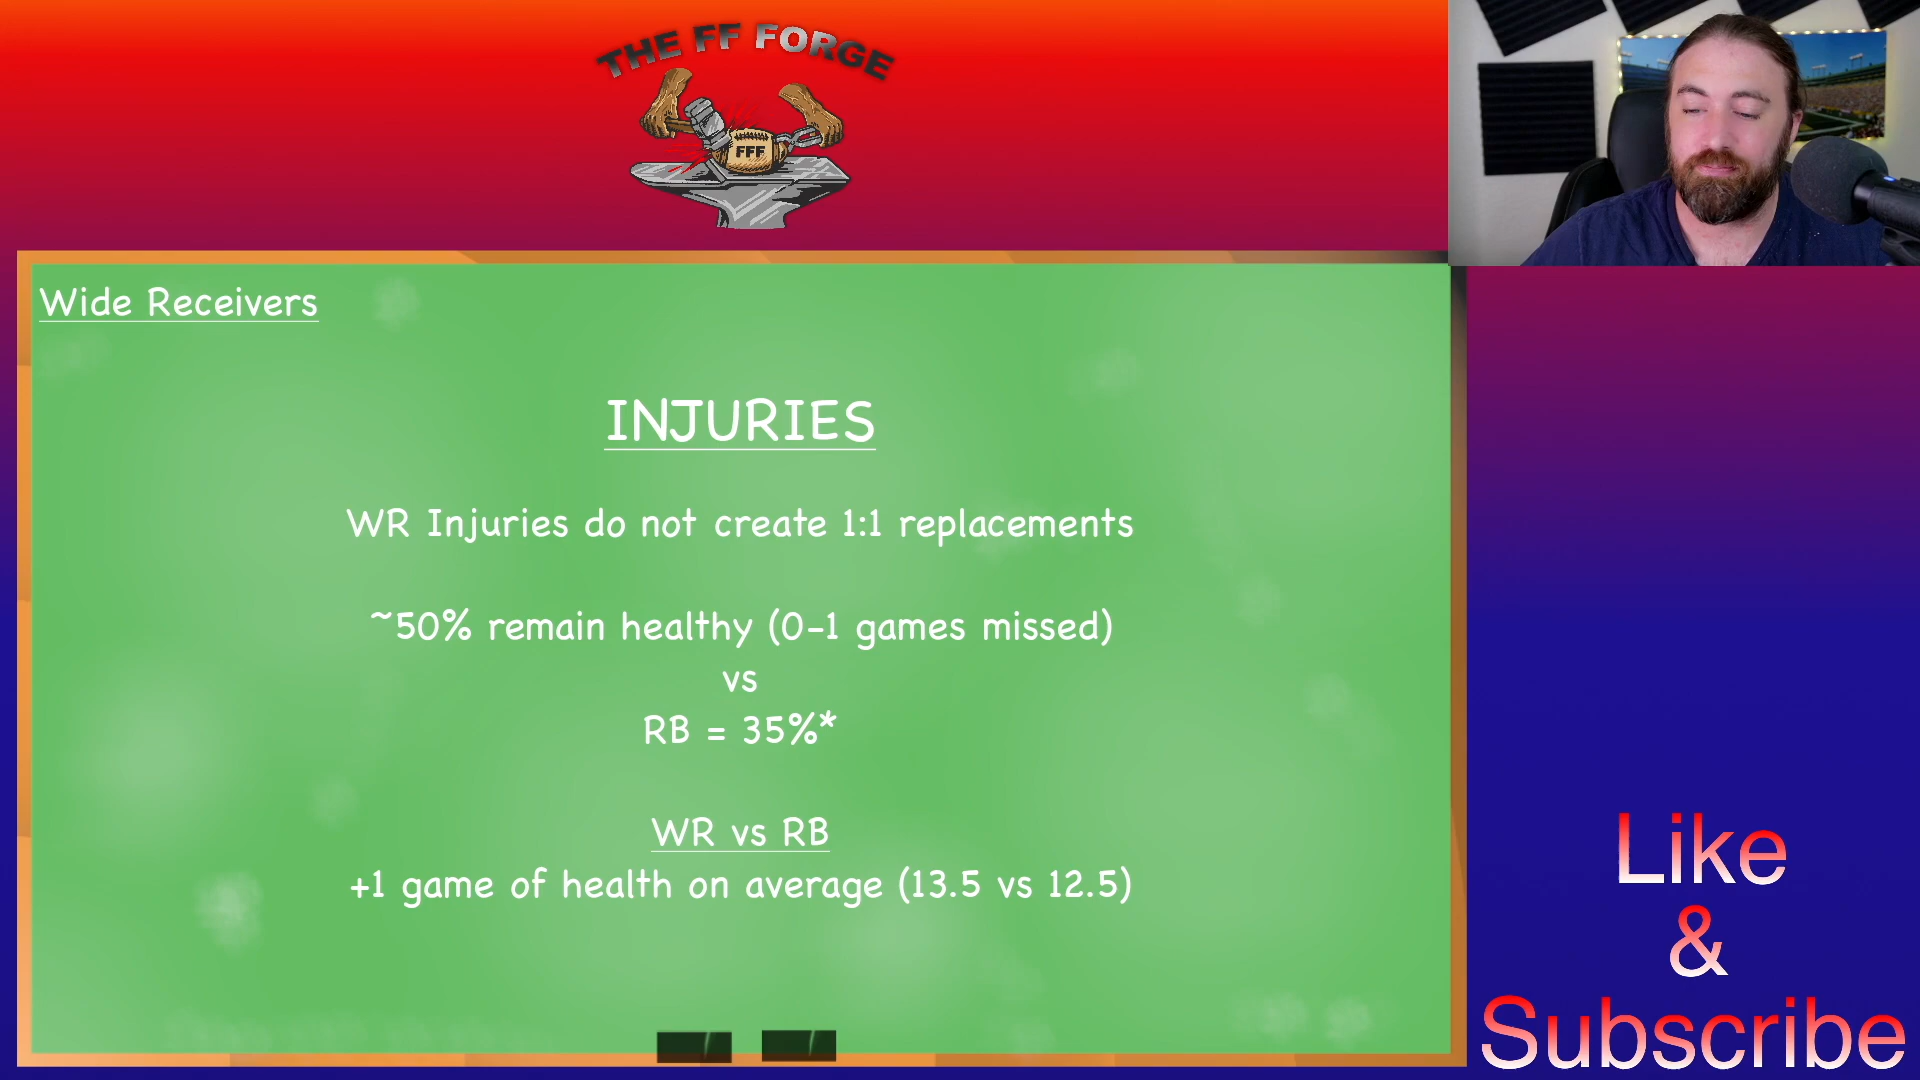 THE FF FORGE
FFF
Wide Receivers
INJURIES
WR Injuries do not create 1:1 replacements
~50% remain healthy (0-1 games missed)
vs
RB = 35%*
WR vs RB
+1 game of health on average (13.5 vs 12.5)
Like
&
Subscribe